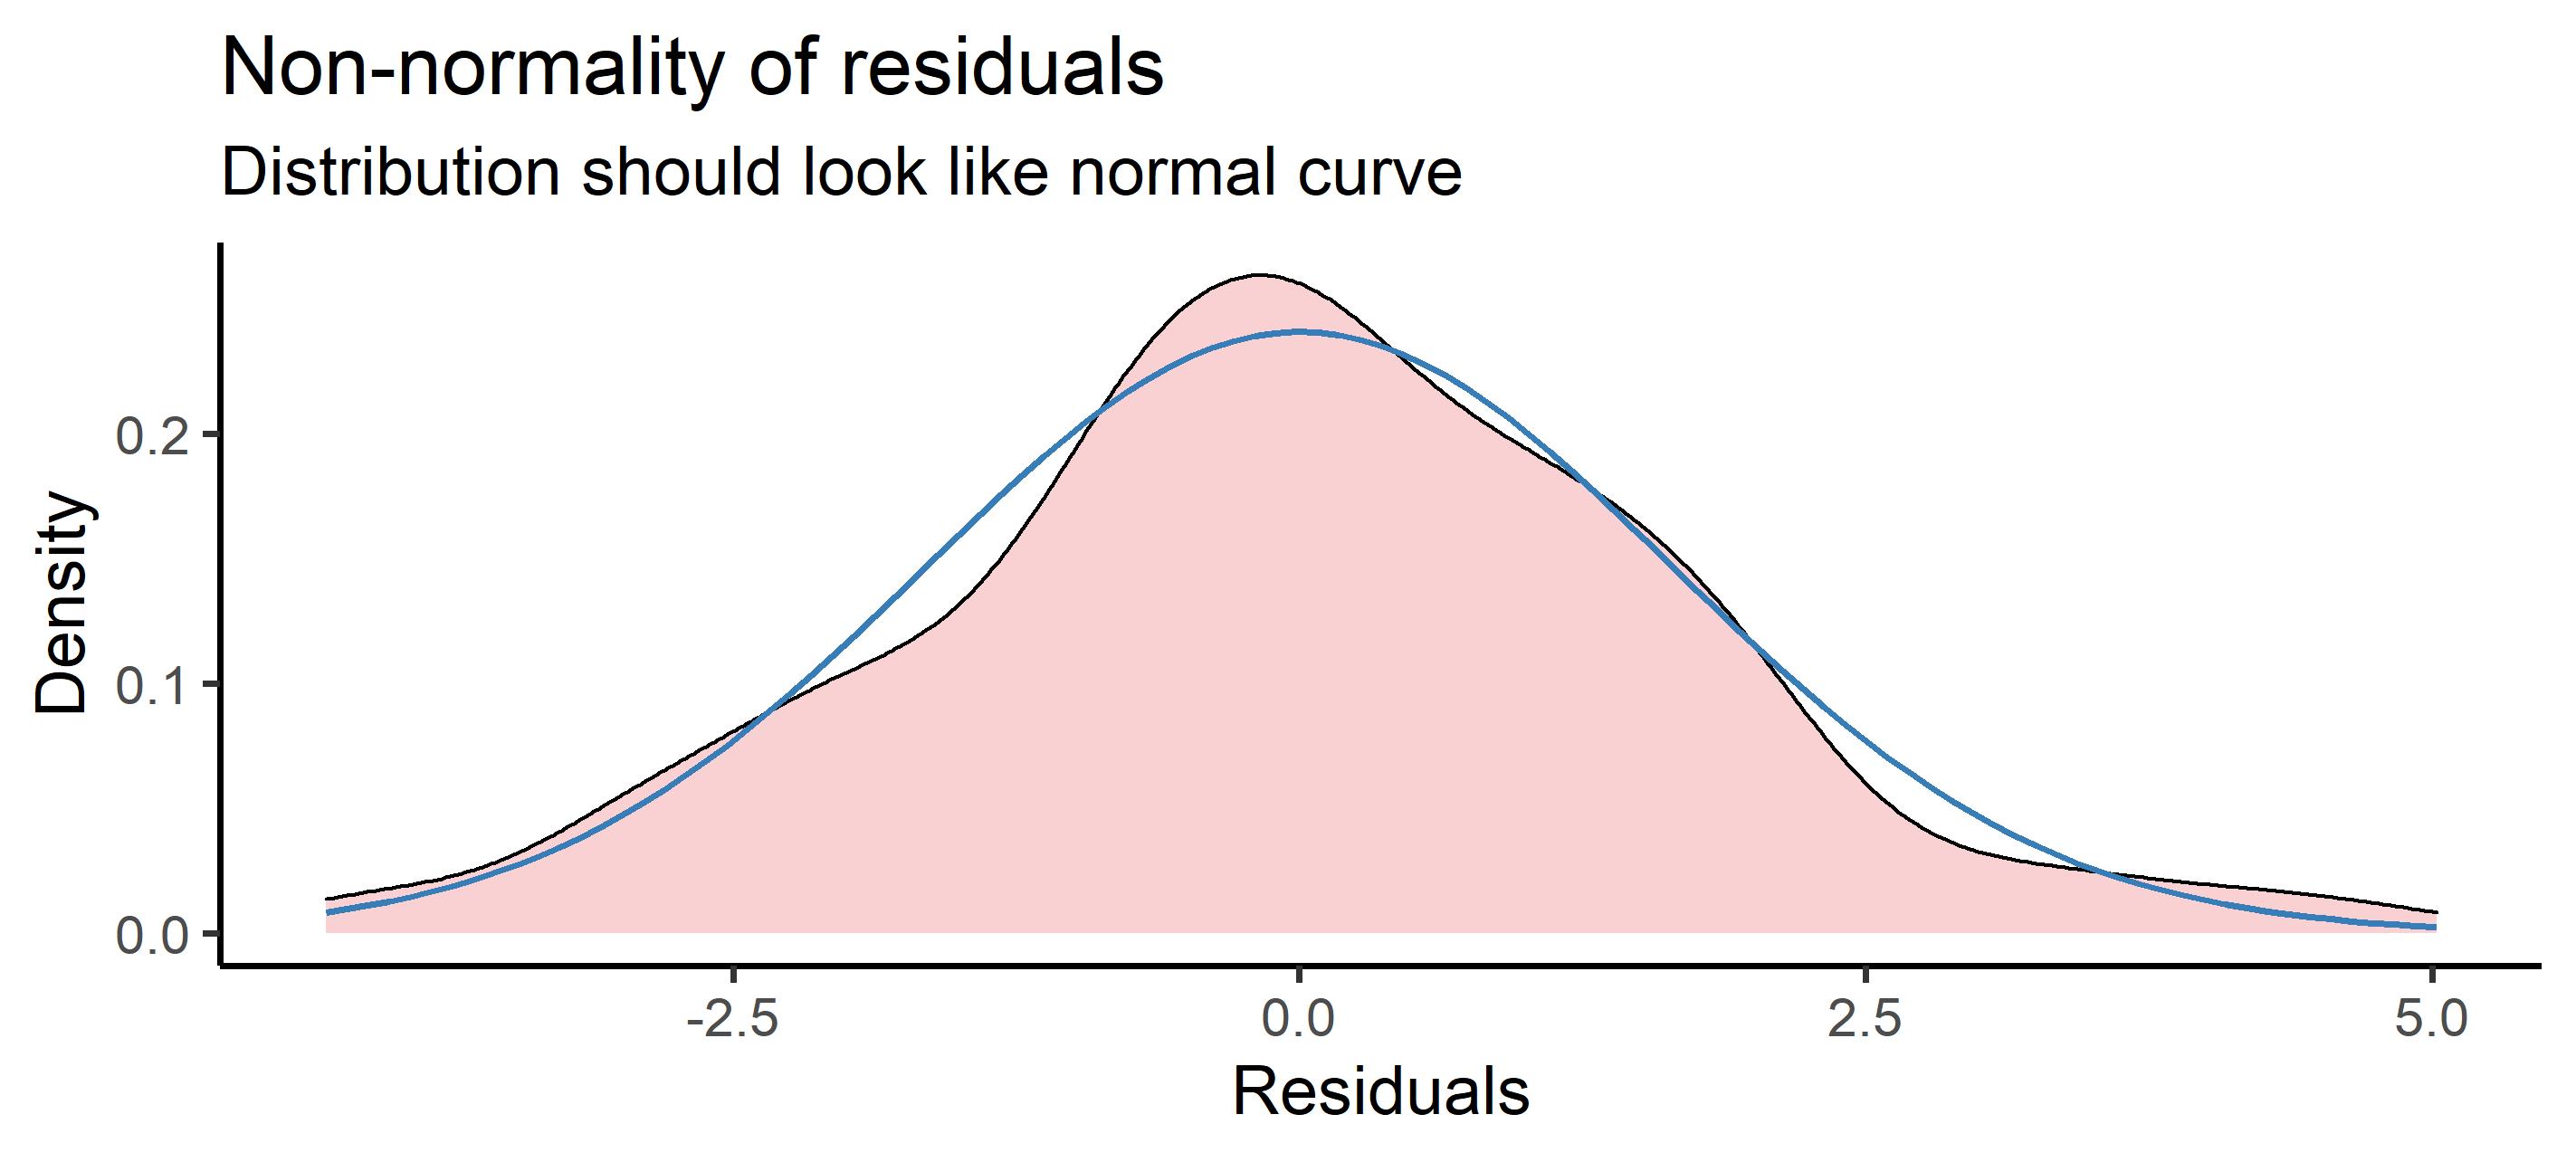 Non-normality of residuals
Distribution should look like normal curve
Density
0.2
0.1
0.0
-2.5
0.0
2.5
5.0
Residuals